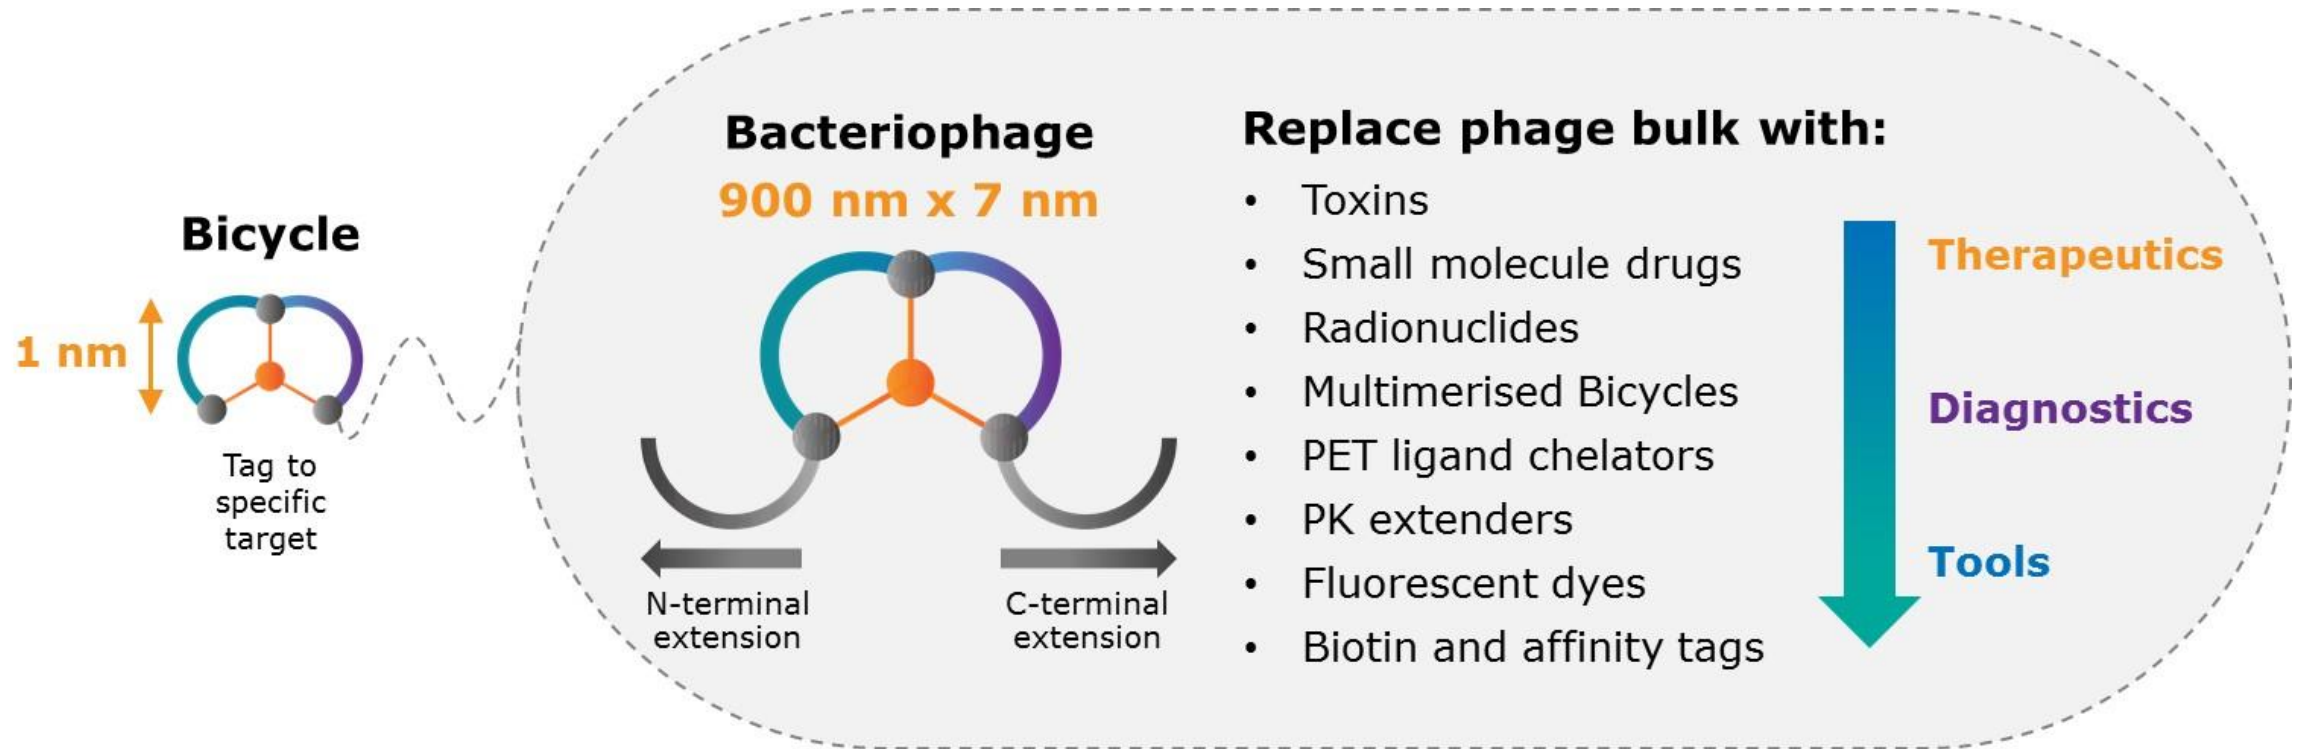 Bicycle
1 nm
Tag to
specific
target
Bacteriophage
900 nm x 7 nm
N-terminal
extension
C-terminal
extension
Replace phage bulk with:
• Toxins
• Small molecule drugs
• Radionuclides
• Multimerised Bicycles
• PET ligand chelators
• PK extenders
• Fluorescent dyes
• Biotin and affinity tags
Therapeutics
Diagnostics
Tools